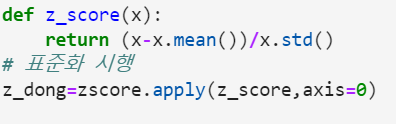 def z_score(x):
    return (x-x.mean())/x.std()
# 표준화 시행
z_dong=zscore.apply(z_score,axis=0)